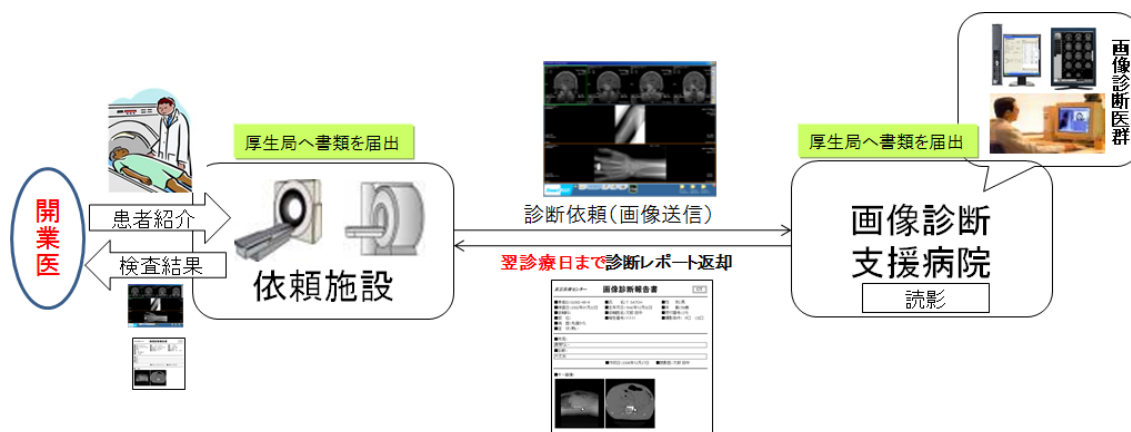 開業医
患者紹介
検査結果
厚生局へ書類を届出
依頼施設
診断依頼(画像送信)
翌診療日まで診断レポート返却
画像診断報告書
厚生局へ書類を届出
画像診断
支援病院
読影
画像診断医群